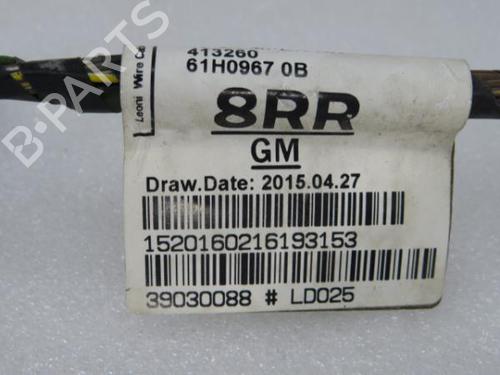 413260
61H0967 0B
Leoni Wire
8RR
GM
Draw.Date: 2015.04.27
1520160216193153
39030088 # LD025
B-PARTS